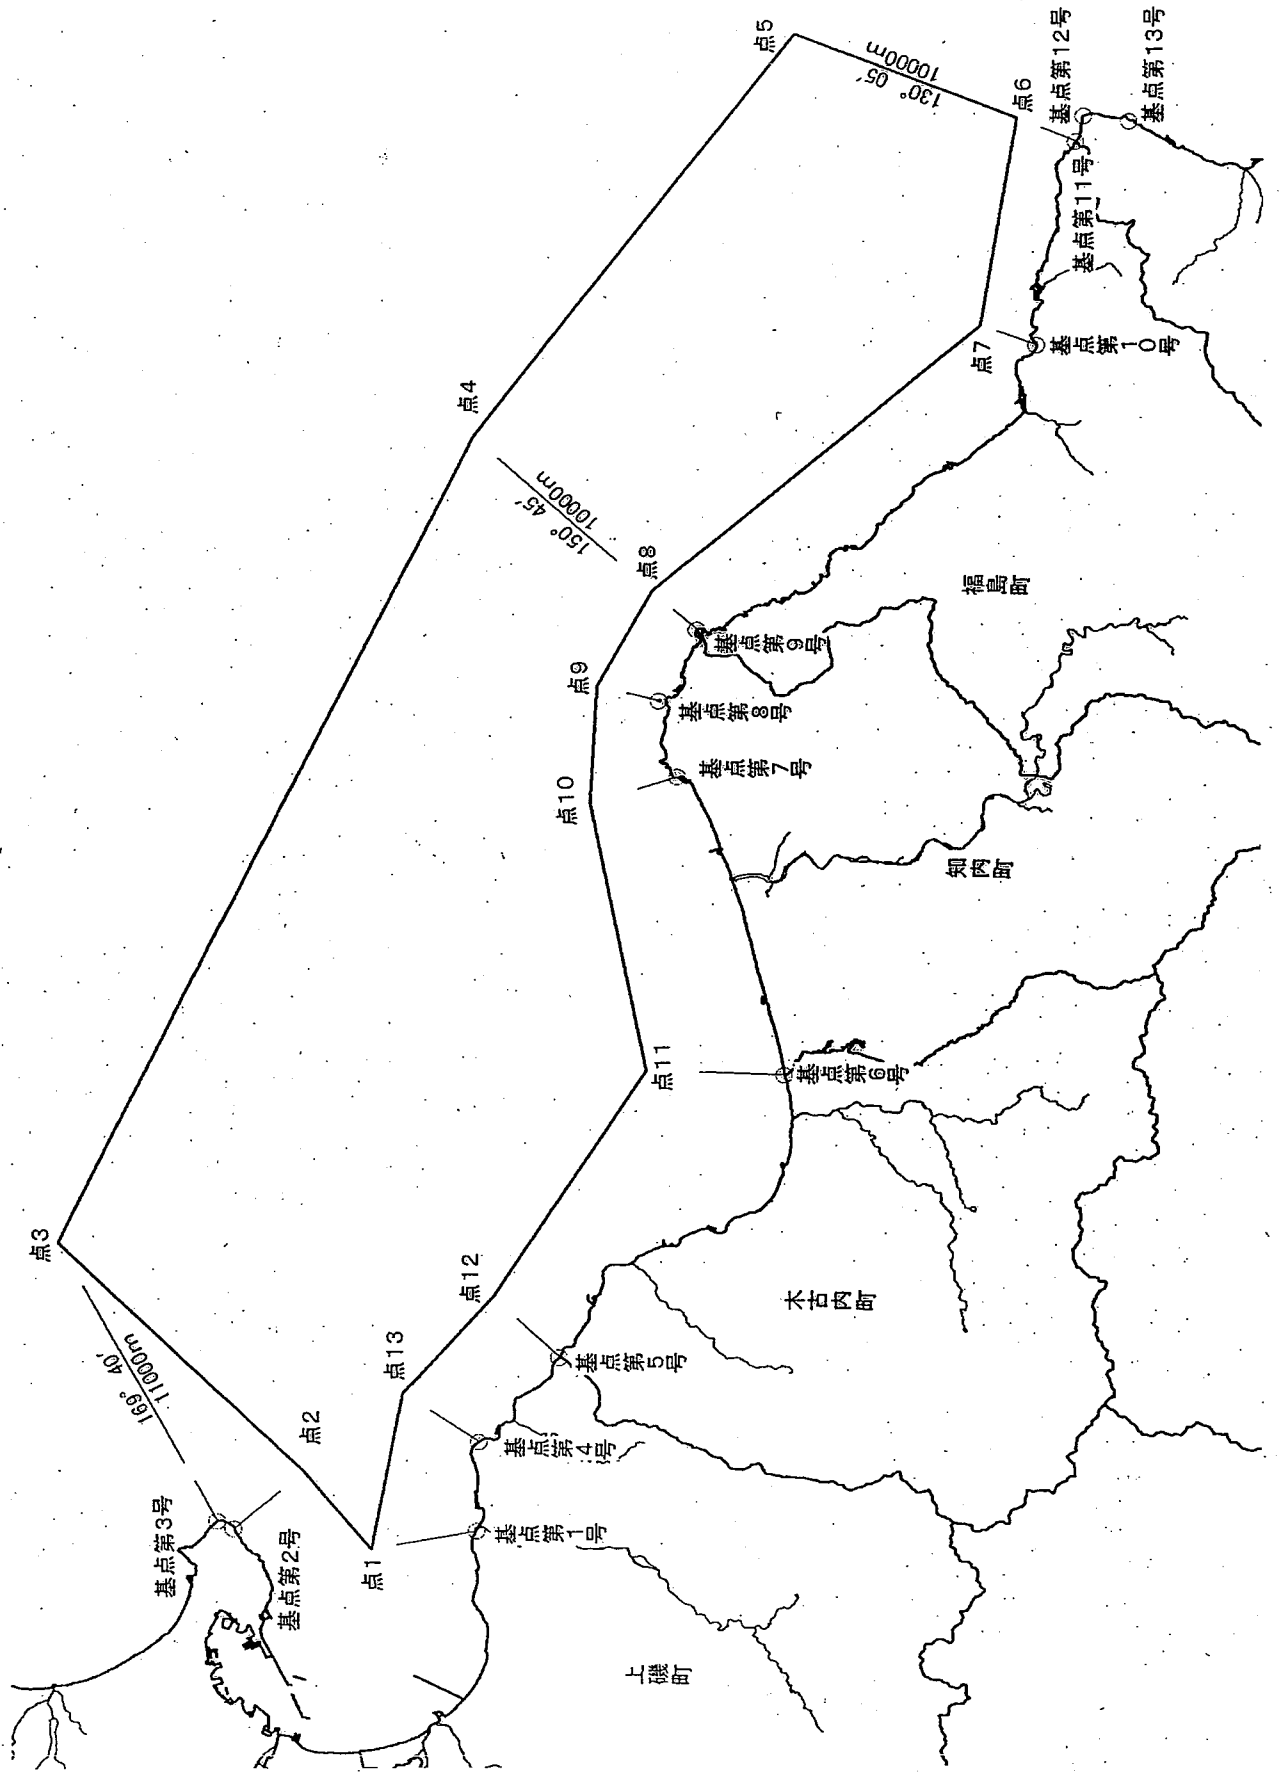 点1
点2
点3
点4
点5
点6
点7
点8
点9
点10
点11
点12
点13
169° 40′
11000m
150° 45′
10000m
130° 05′
10000m
基点第1号
基点第2号
基点第3号
基点第4号
基点第5号
基点第6号
基点第7号
基点第8号
基点第9号
基点第10号
基点第11号
基点第12号
基点第13号
上磯町
木古内町
知内町
福島町